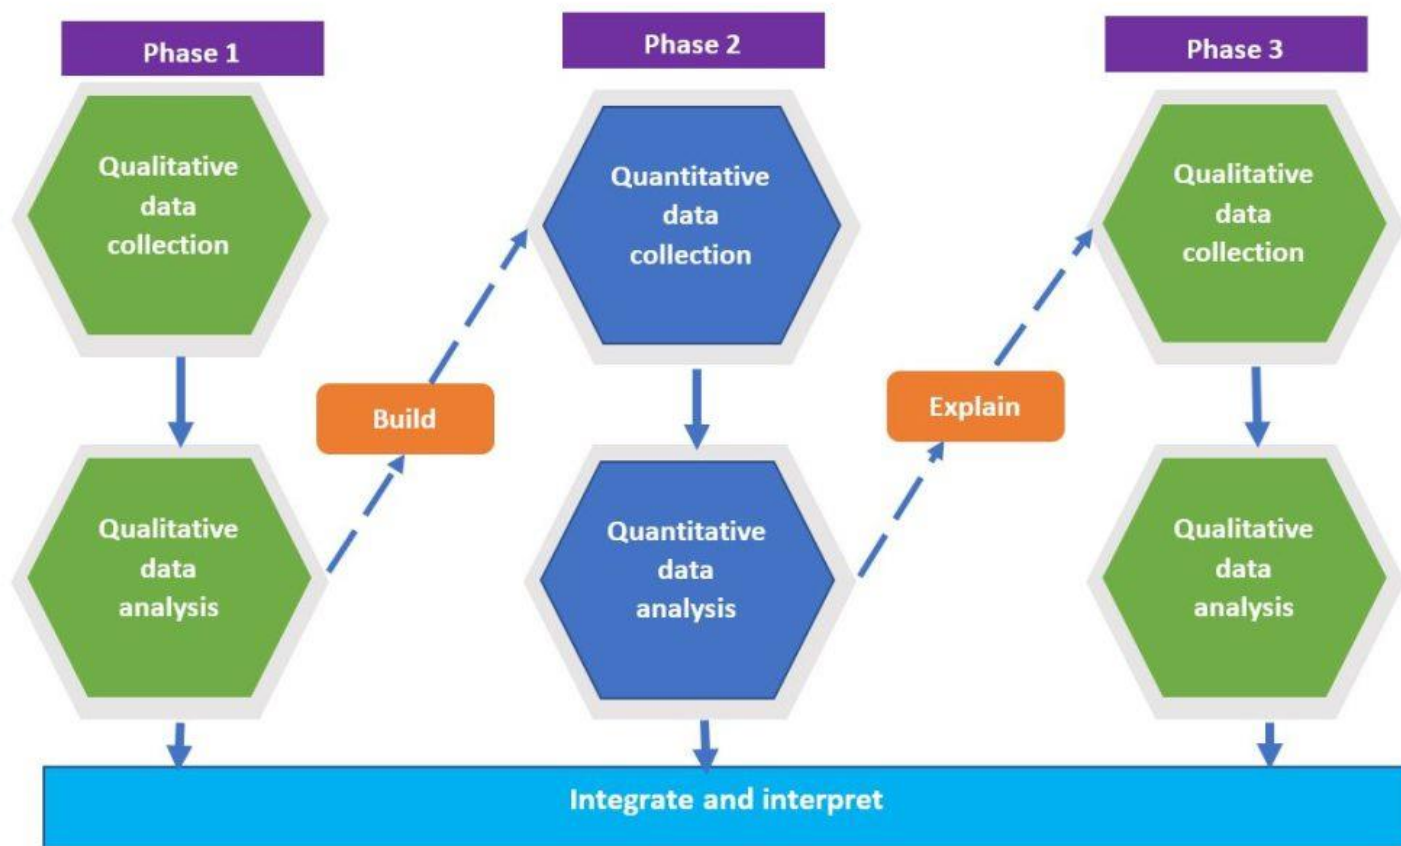 Phase 1
Phase 2
Phase 3
Qualitative
data
collection
Quantitative
data
collection
Qualitative
data
collection
Build
Explain
Qualitative
data
analysis
Quantitative
data
analysis
Qualitative
data
analysis
Integrate and interpret